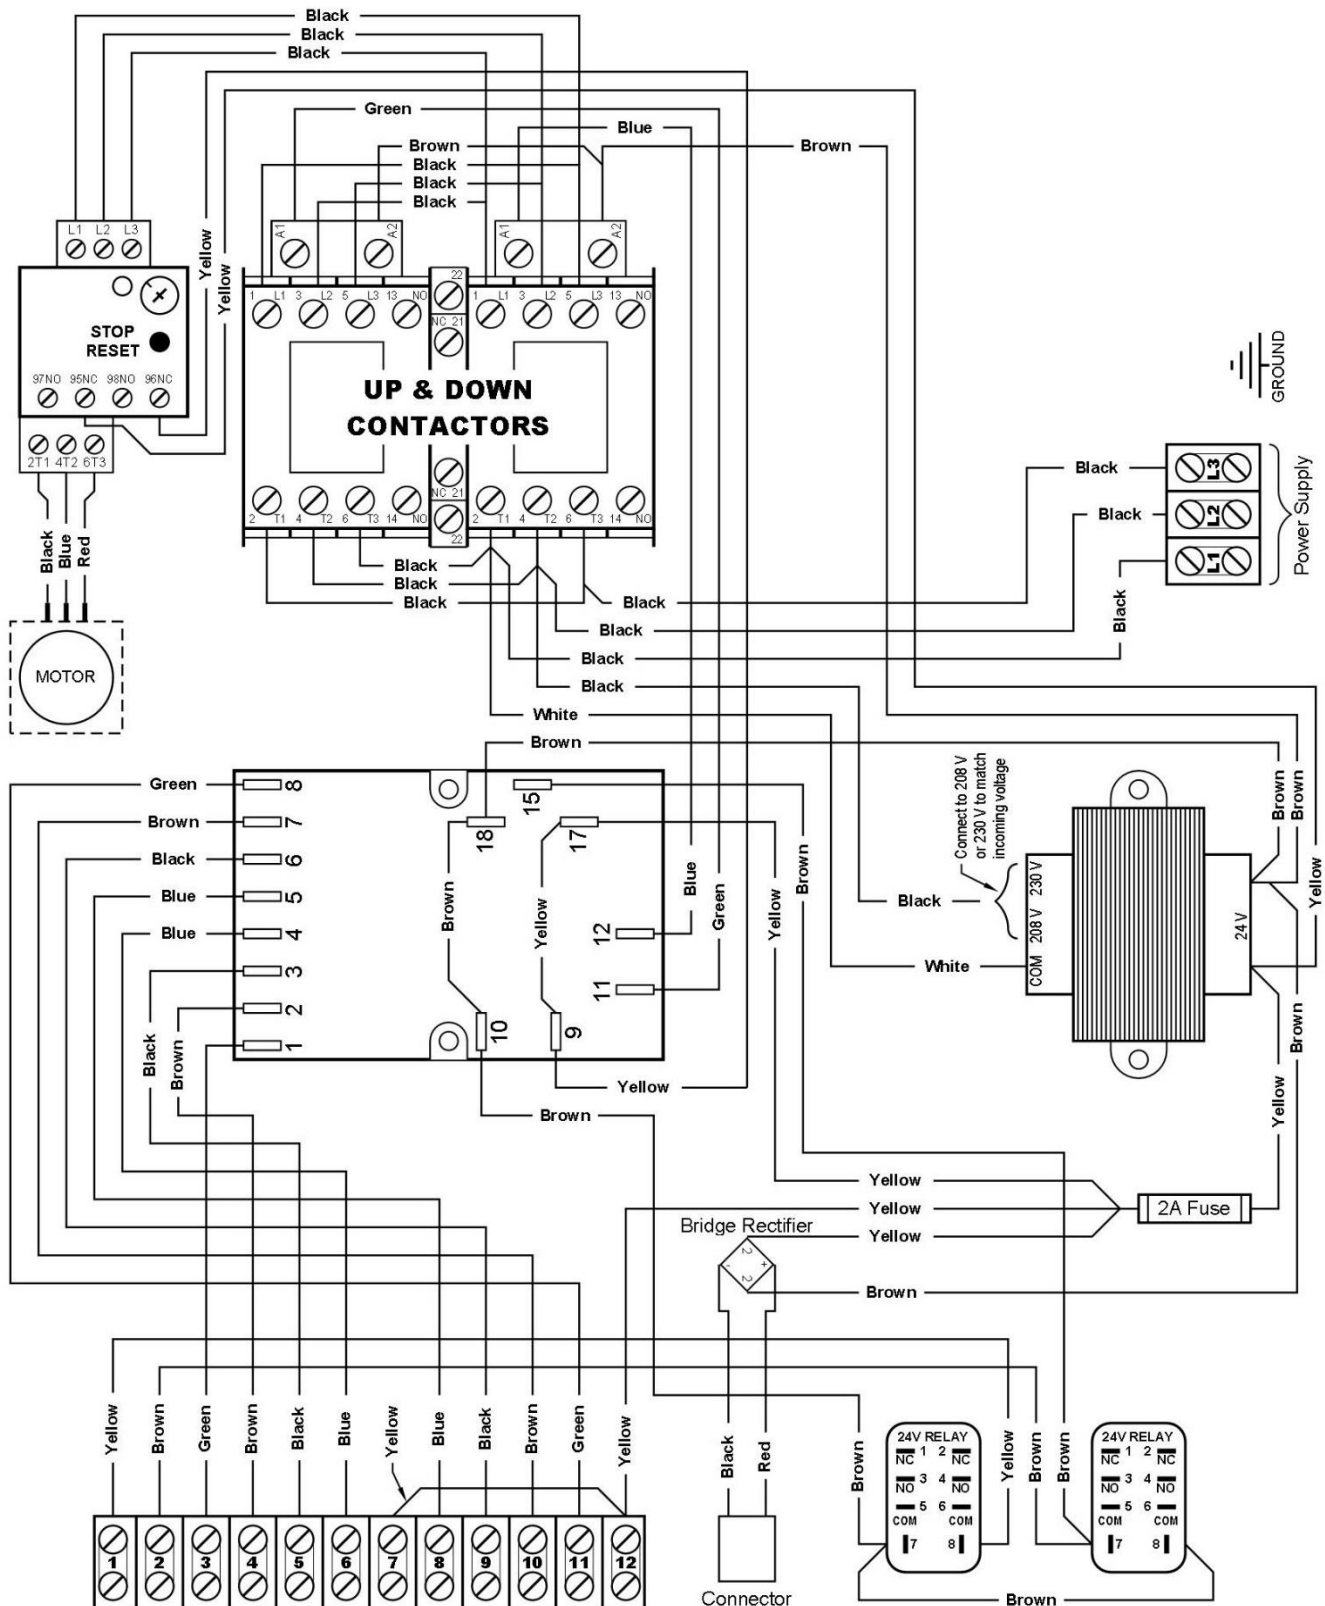 Black
Black
Black
Green
Blue
Brown
Brown
Black
Black
Black
L1 L2 L3
Yellow
Yellow
A1 A2
A1 A2
22
NC 21
1 L1 3 L2 5 L3 13 NO
1 L1 3 L2 5 L3 13 NO
STOP
RESET
97NO 95NC 98NO 96NC
2T1 4T2 6T3
UP & DOWN
CONTACTORS
NC 21
22
2 T1 4 T2 6 T3 14 NO
2 T1 4 T2 6 T3 14 NO
GROUND
Black
Black
Black
L3
L2
L1
Power Supply
Black
Blue
Red
MOTOR
Black
Black
Black
Black
Black
Black
Black
White
Brown
Green
Brown
Black
Blue
Blue
Black
Brown
8
7
6
5
4
3
2
1
15
18
17
12
11
10
9
Brown
Yellow
Blue
Green
Yellow
Brown
Connect to 208 V
or 230 V to match
incoming voltage
Black
White
COM 208 V 230 V
24 V
Brown
Brown
Yellow
Brown
Yellow
Yellow
Brown
Yellow
Yellow
Yellow
2A Fuse
Bridge Rectifier
2
- +
2
Brown
Yellow
Brown
Green
Brown
Black
Blue
Yellow
Blue
Black
Brown
Green
Yellow
Black
Red
Brown
Yellow
Brown
Brown
1 2 3 4 5 6 7 8 9 10 11 12
Connector
24V RELAY
1 2
NC NC
3 4
NO NO
5 6
COM COM
7 8
24V RELAY
1 2
NC NC
3 4
NO NO
5 6
COM COM
7 8
Brown